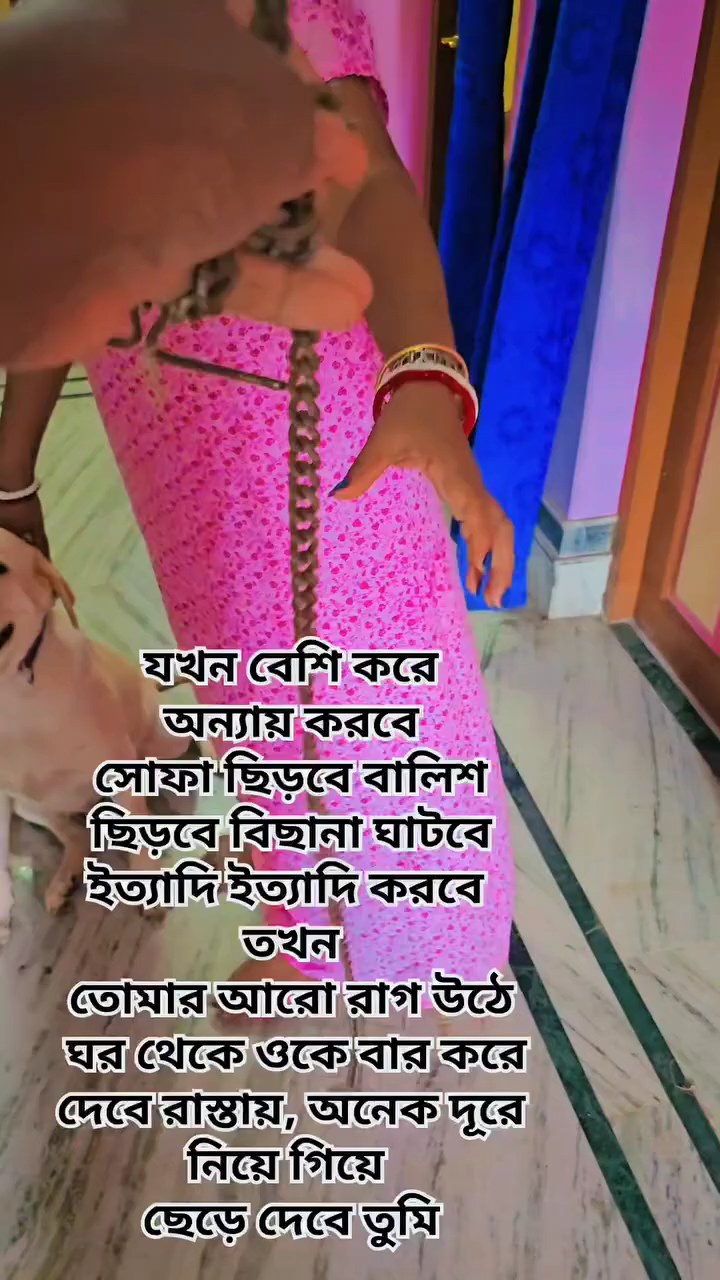 যখন বেশি করে
অন্যায় করবে
সোফা ছিড়বে বালিশ
ছিড়বে বিছানা ঘাটবে
ইত্যাদি ইত্যাদি করবে
তখন
তোমার আরো রাগ উঠে
ঘর থেকে ওকে বার করে
দেবে রাস্তায়, অনেক দূরে
নিয়ে গিয়ে
ছেড়ে দেবে তুমি